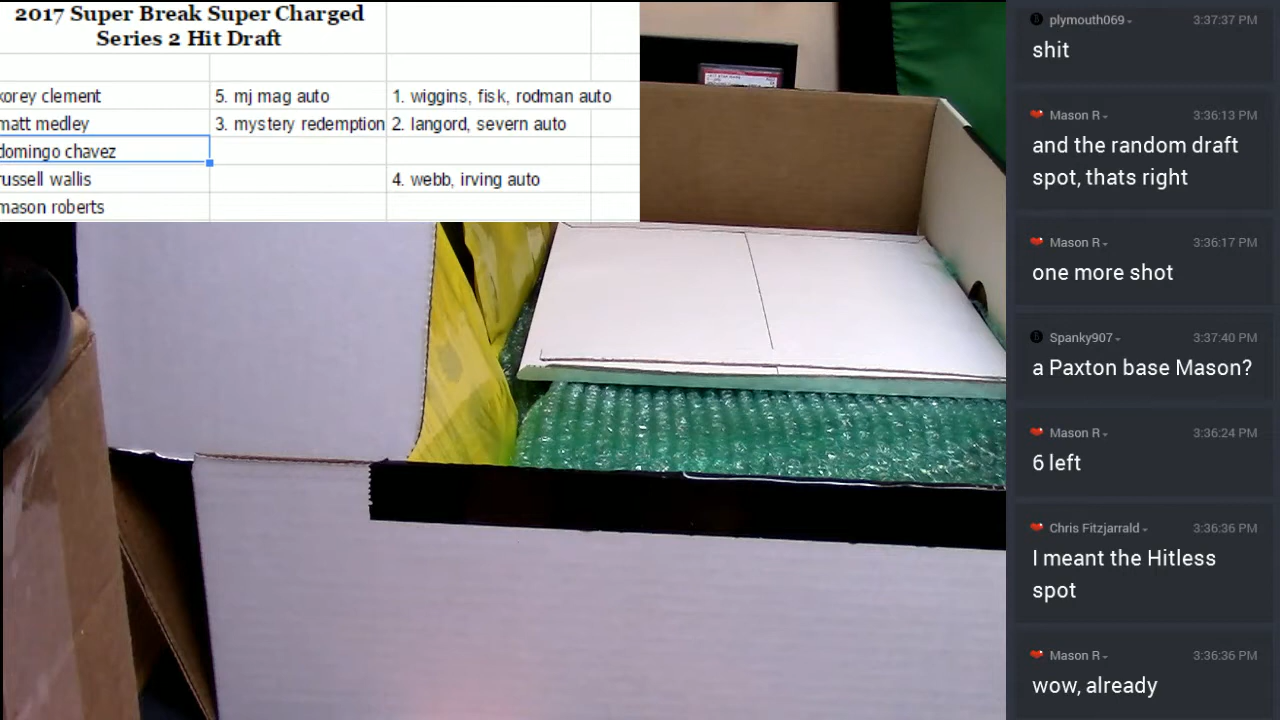 2017 Super Break Super Charged
Series 2 Hit Draft
korey clement 5. mj mag auto 1. wiggins, fisk, rodman auto
matt medley 3. mystery redemption 2. langord, severn auto
domingo chavez
russell wallis 4. webb, irving auto
mason roberts
plymouth069 3:37:37 PM
shit
Mason R 3:36:13 PM
and the random draft
spot, thats right
Mason R 3:36:17 PM
one more shot
Spanky907 3:37:40 PM
a Paxton base Mason?
Mason R 3:36:24 PM
6 left
Chris Fitzjarrald 3:36:36 PM
I meant the Hitless
spot
Mason R 3:36:36 PM
wow, already